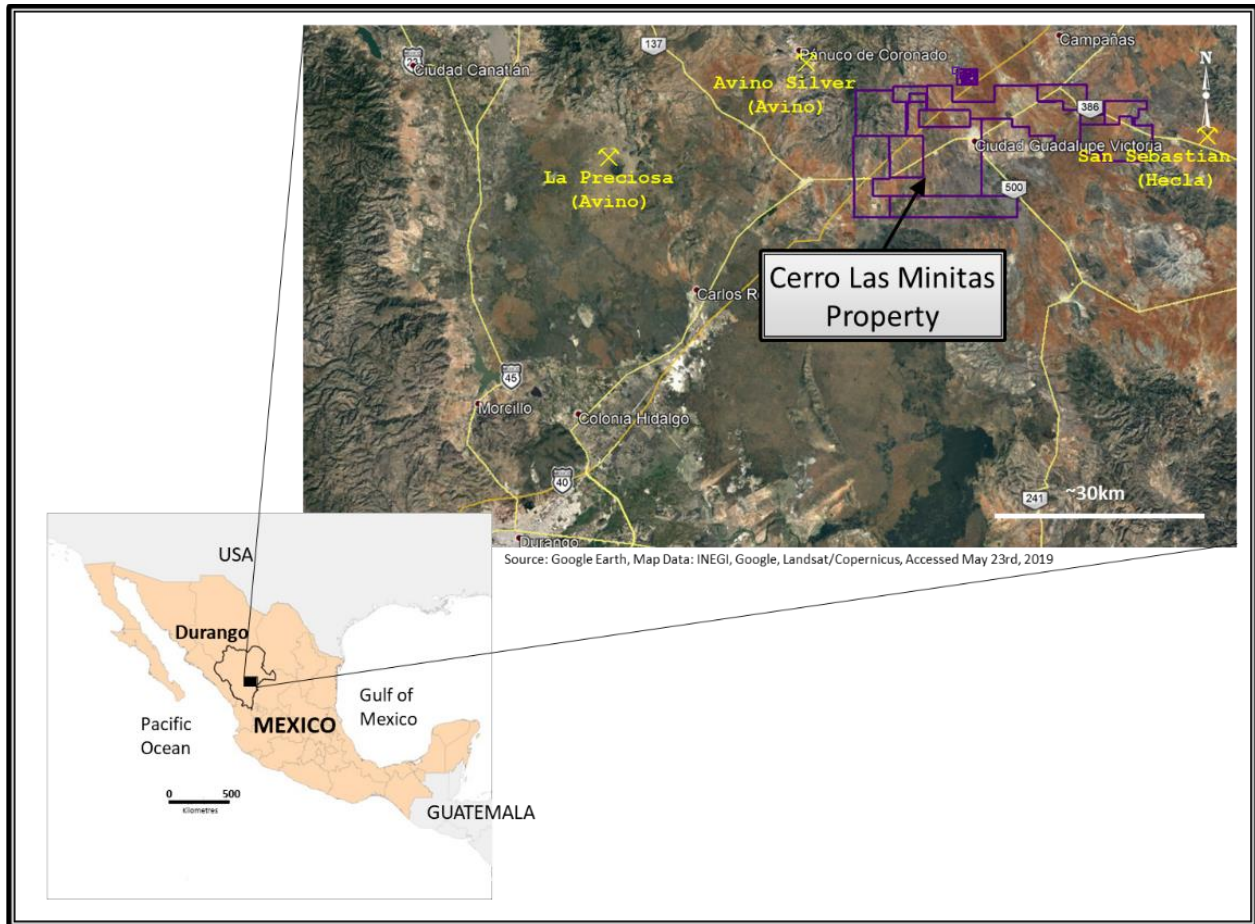 137
Ciudad Canatlán
Pánuco de Coronado
Campañas
N
Avino Silver
(Avino)
386
Ciudad Guadalupe Victoria
La Preciosa
(Avino)
San Sebastian
(Hecla)
500
Cerro Las Minitas
Property
Carlos R
45
Morcillo
Colonia Hidalgo
40
241
~30km
Durango
Source: Google Earth, Map Data: INEGI, Google, Landsat/Copernicus, Accessed May 23rd, 2019
USA
Durango
Gulf of
Mexico
Pacific
Ocean
MEXICO
0 500
Kilometres
GUATEMALA